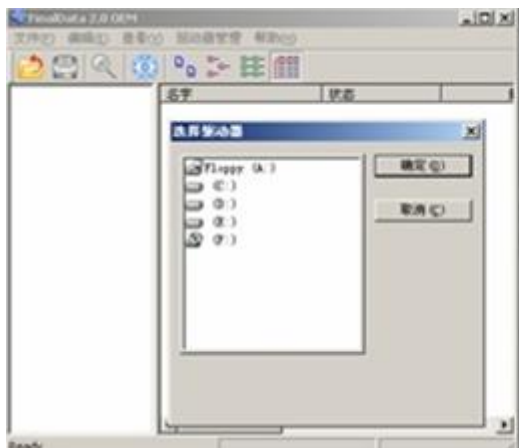 FinalData 2.0 OEM
文件(F) 编辑(E) 查看(V) 驱动器管理 帮助(H)
名字 状态
选择驱动器
Floppy (A:)
(C:)
(D:)
(E:)
(F:)
确定(O)
取消(C)
Ready